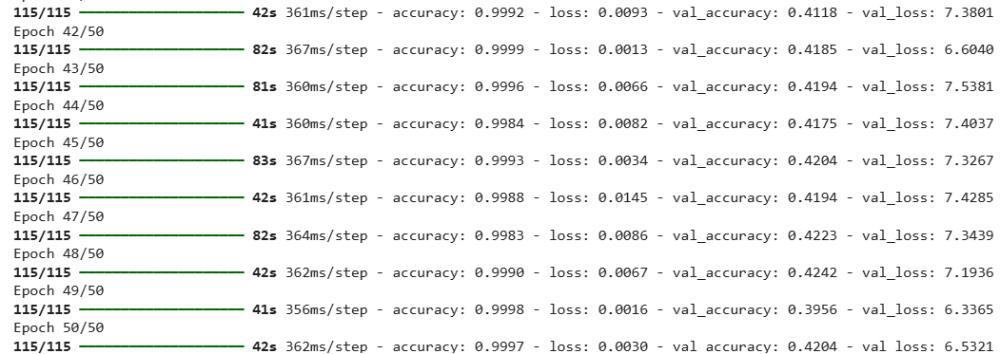 115/115 ━━━━━━━━━━━━━━━━━━━━ 42s 361ms/step - accuracy: 0.9992 - loss: 0.0093 - val_accuracy: 0.4118 - val_loss: 7.3801
Epoch 42/50
115/115 ━━━━━━━━━━━━━━━━━━━━ 82s 367ms/step - accuracy: 0.9999 - loss: 0.0013 - val_accuracy: 0.4185 - val_loss: 6.6040
Epoch 43/50
115/115 ━━━━━━━━━━━━━━━━━━━━ 81s 360ms/step - accuracy: 0.9996 - loss: 0.0066 - val_accuracy: 0.4194 - val_loss: 7.5381
Epoch 44/50
115/115 ━━━━━━━━━━━━━━━━━━━━ 41s 360ms/step - accuracy: 0.9984 - loss: 0.0082 - val_accuracy: 0.4175 - val_loss: 7.4037
Epoch 45/50
115/115 ━━━━━━━━━━━━━━━━━━━━ 83s 367ms/step - accuracy: 0.9993 - loss: 0.0034 - val_accuracy: 0.4204 - val_loss: 7.3267
Epoch 46/50
115/115 ━━━━━━━━━━━━━━━━━━━━ 42s 361ms/step - accuracy: 0.9988 - loss: 0.0145 - val_accuracy: 0.4194 - val_loss: 7.4285
Epoch 47/50
115/115 ━━━━━━━━━━━━━━━━━━━━ 82s 364ms/step - accuracy: 0.9983 - loss: 0.0086 - val_accuracy: 0.4223 - val_loss: 7.3439
Epoch 48/50
115/115 ━━━━━━━━━━━━━━━━━━━━ 42s 362ms/step - accuracy: 0.9990 - loss: 0.0067 - val_accuracy: 0.4242 - val_loss: 7.1936
Epoch 49/50
115/115 ━━━━━━━━━━━━━━━━━━━━ 41s 356ms/step - accuracy: 0.9998 - loss: 0.0016 - val_accuracy: 0.3956 - val_loss: 6.3365
Epoch 50/50
115/115 ━━━━━━━━━━━━━━━━━━━━ 42s 362ms/step - accuracy: 0.9997 - loss: 0.0030 - val_accuracy: 0.4204 - val_loss: 6.5321